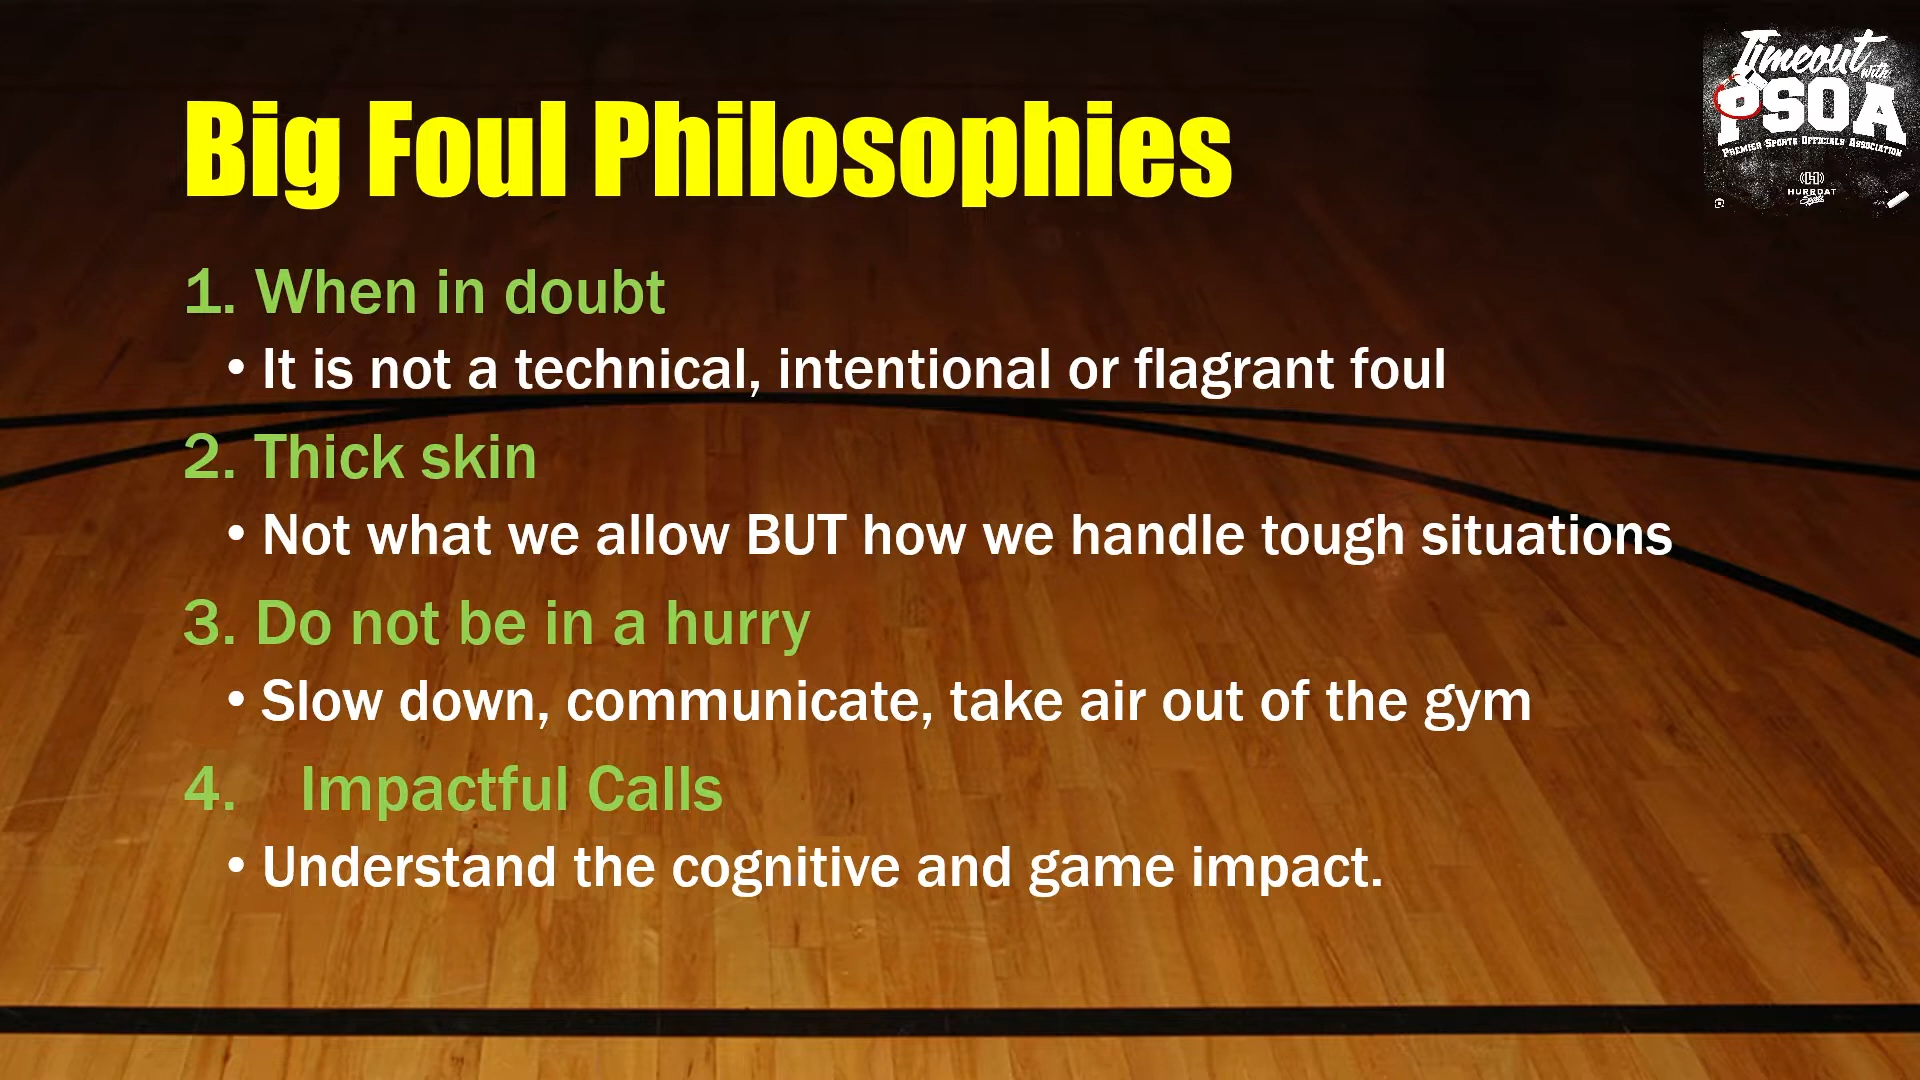 Big Foul Philosophies
1. When in doubt
• It is not a technical, intentional or flagrant foul
2. Thick skin
• Not what we allow BUT how we handle tough situations
3. Do not be in a hurry
• Slow down, communicate, take air out of the gym
4. Impactful Calls
• Understand the cognitive and game impact.
Timeout with
PSOA
PREMIER SPORTS OFFICIALS ASSOCIATION
HURRDAT
Sports